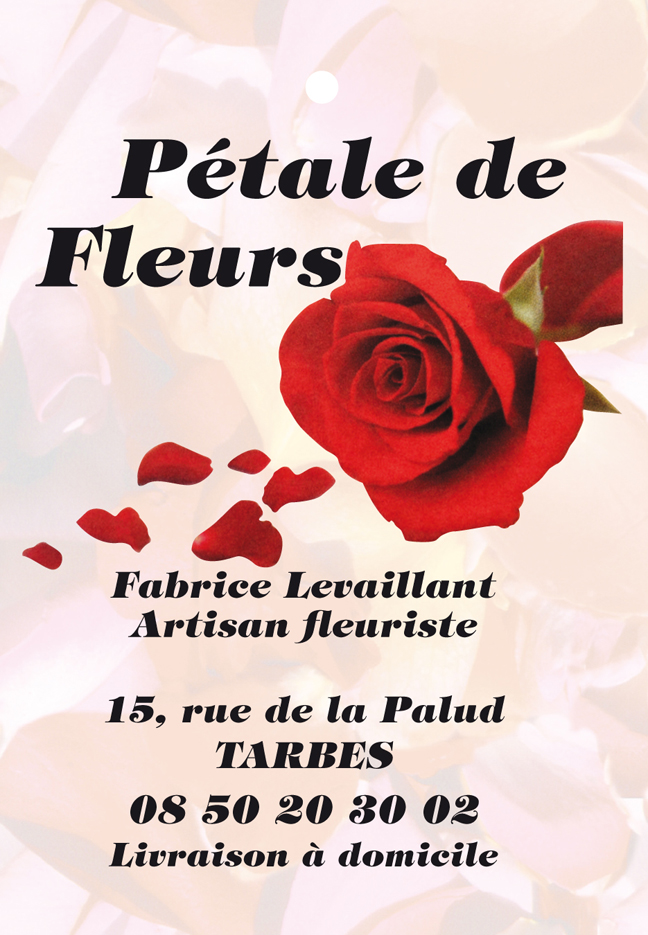 Pétale de
Fleurs
Fabrice Levaillant
Artisan fleuriste
15, rue de la Palud
TARBES
08 50 20 30 02
Livraison à domicile